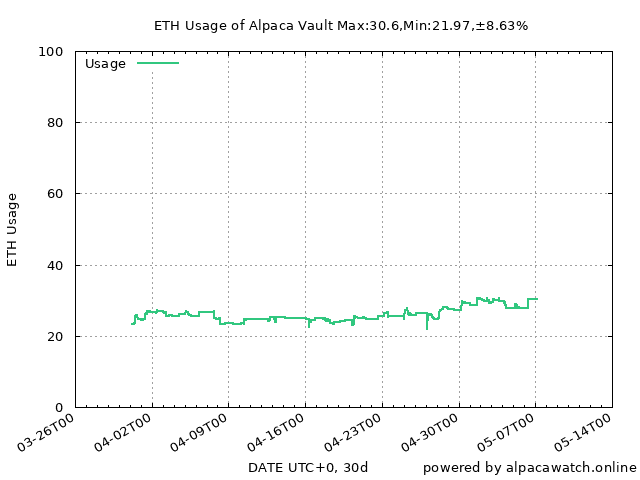 ETH Usage of Alpaca Vault Max:30.6,Min:21.97,±8.63%
Usage
ETH Usage
100
80
60
40
20
0
03-26T00
04-02T00
04-09T00
04-16T00
04-23T00
04-30T00
05-07T00
05-14T00
DATE UTC+0, 30d
powered by alpacawatch.online